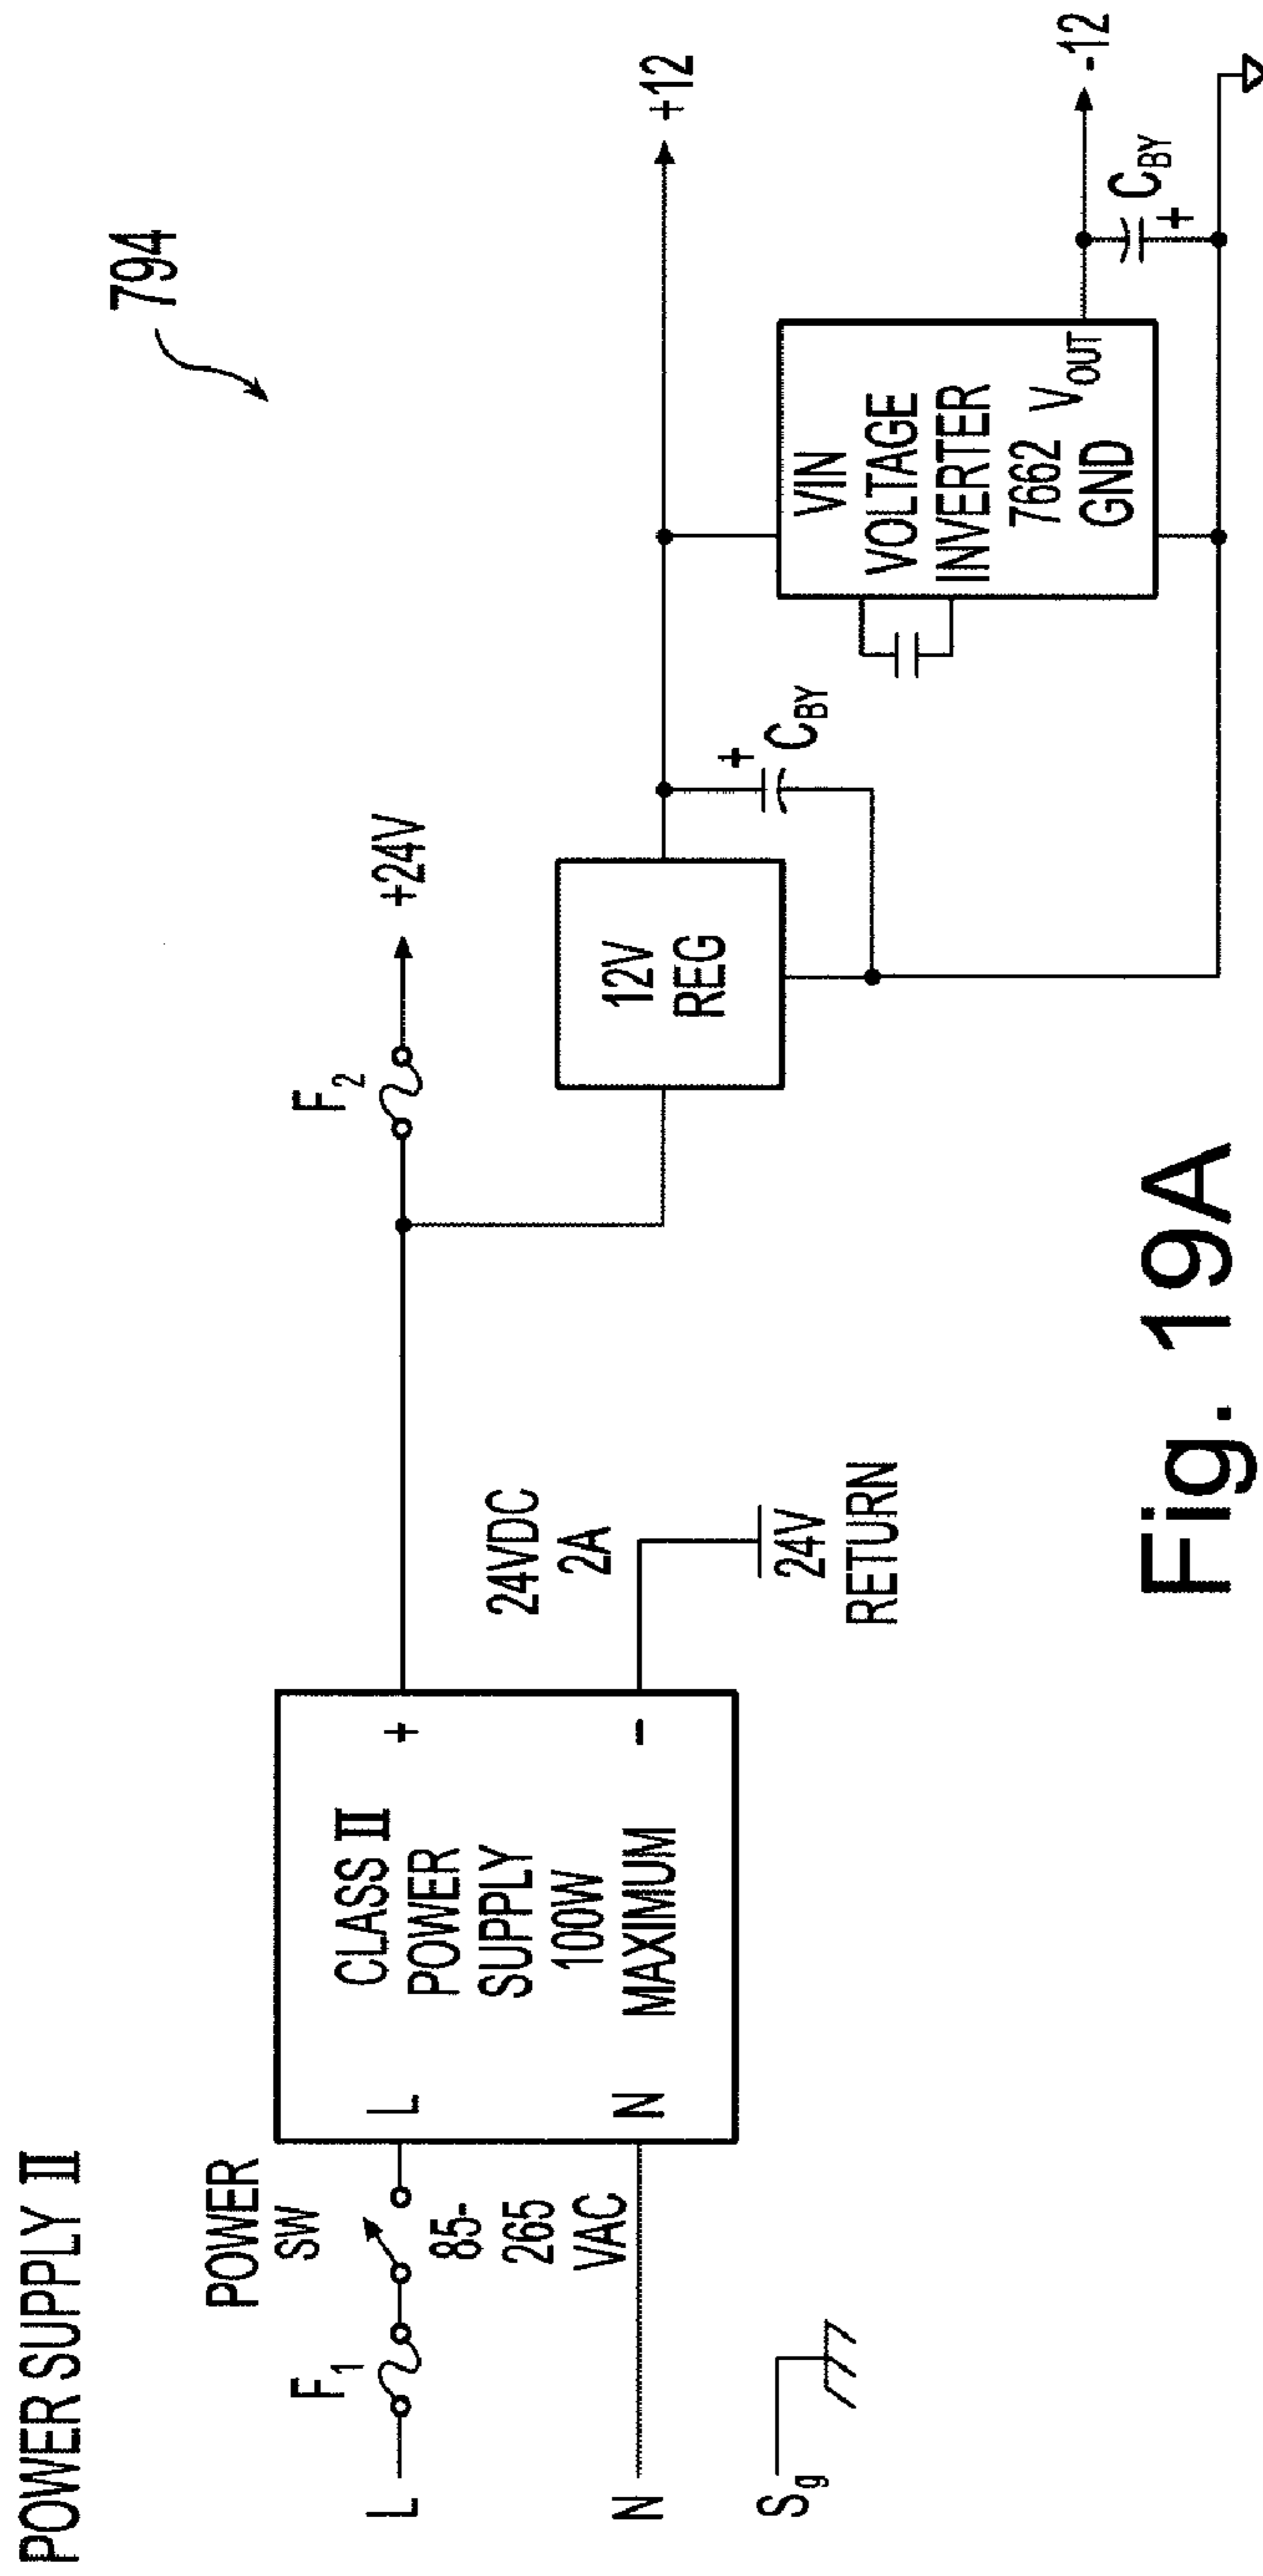 POWER SUPPLY II
794
POWER
SW
F1
L
85-
265
VAC
N
Sg
L
N
CLASS II
POWER
SUPPLY
100W
MAXIMUM
+
-
24VDC
2A
24V
RETURN
F2
+24V
12V
REG
+
CBY
+12
VIN
VOLTAGE
INVERTER
7662 VOUT
GND
-12
CBY
+
Fig. 19A